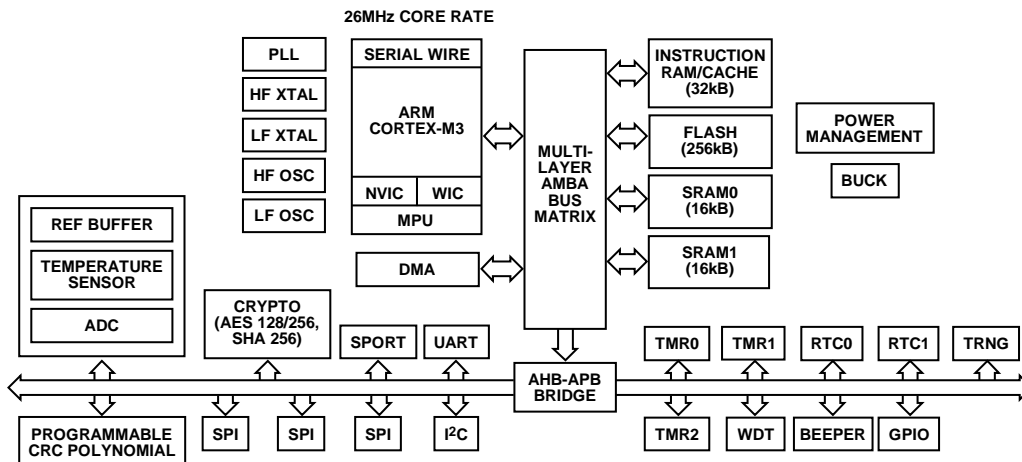 26MHz CORE RATE
PLL
HF XTAL
LF XTAL
HF OSC
LF OSC
SERIAL WIRE
ARM
CORTEX-M3
NVIC
WIC
MPU
DMA
MULTI-
LAYER
AMBA
BUS
MATRIX
INSTRUCTION
RAM/CACHE
(32kB)
FLASH
(256kB)
SRAM0
(16kB)
SRAM1
(16kB)
POWER
MANAGEMENT
BUCK
REF BUFFER
TEMPERATURE
SENSOR
ADC
CRYPTO
(AES 128/256,
SHA 256)
SPORT
UART
TMR0
TMR1
RTC0
RTC1
TRNG
AHB-APB
BRIDGE
PROGRAMMABLE
CRC POLYNOMIAL
SPI
SPI
SPI
I²C
TMR2
WDT
BEEPER
GPIO